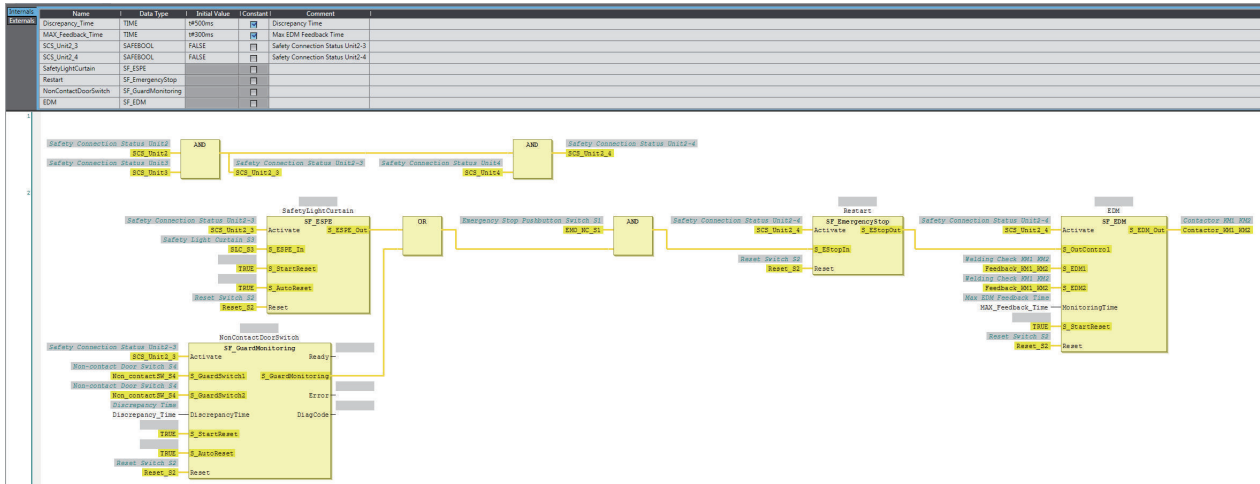 Internals
Externals
Name Data Type Initial Value Constant Comment
Discrepancy_Time TIME t#500ms Discrepancy Time
MAX_Feedback_Time TIME t#300ms Max EDM Feedback Time
SCS_Unit2_3 SAFEBOOL FALSE Safety Connection Status Unit2-3
SCS_Unit2_4 SAFEBOOL FALSE Safety Connection Status Unit2-4
SafetyLightCurtain SF_ESPE
Restart SF_EmergencyStop
NonContactDoorSwitch SF_GuardMonitoring
EDM SF_EDM
1
Safety Connection Status Unit2
SCS_Unit2
AND
Safety Connection Status Unit3
SCS_Unit3
Safety Connection Status Unit2-3
SCS_Unit2_3
Safety Connection Status Unit4
SCS_Unit4
AND
Safety Connection Status Unit2-4
SCS_Unit2_4
2
SafetyLightCurtain
SF_ESPE
Safety Connection Status Unit2-3
SCS_Unit2_3 Activate S_ESPE_Out
Safety Light Curtain S3
SLC_S3 S_ESPE_In
TRUE S_StartReset
TRUE S_AutoReset
Reset Switch S2
Reset_S2 Reset
OR
Emergency Stop Pushbutton Switch S1
EMO_NC_S1
AND
Restart
SF_EmergencyStop
Safety Connection Status Unit2-4
SCS_Unit2_4 Activate S_EStopOut
S_EStopIn
Reset Switch S2
Reset_S2 Reset
EDM
SF_EDM
Safety Connection Status Unit2-4
SCS_Unit2_4 Activate S_EDM_Out
Contactor KM1 KM2
Contactor_KM1_KM2
S_OutControl
Welding Check KM1 KM2
Feedback_KM1_KM2 S_EDM1
Welding Check KM1 KM2
Feedback_KM1_KM2 S_EDM2
Max EDM Feedback Time
MAX_Feedback_Time MonitoringTime
TRUE S_StartReset
Reset Switch S2
Reset_S2 Reset
NonContactDoorSwitch
SF_GuardMonitoring
Safety Connection Status Unit2-3
SCS_Unit2_3 Activate Ready
Non-contact Door Switch S4
Non_contactSW_S4 S_GuardSwitch1 S_GuardMonitoring
Non-contact Door Switch S4
Non_contactSW_S4 S_GuardSwitch2 Error
Discrepancy Time
Discrepancy_Time DiscrepancyTime DiagCode
TRUE S_StartReset
TRUE S_AutoReset
Reset Switch S2
Reset_S2 Reset